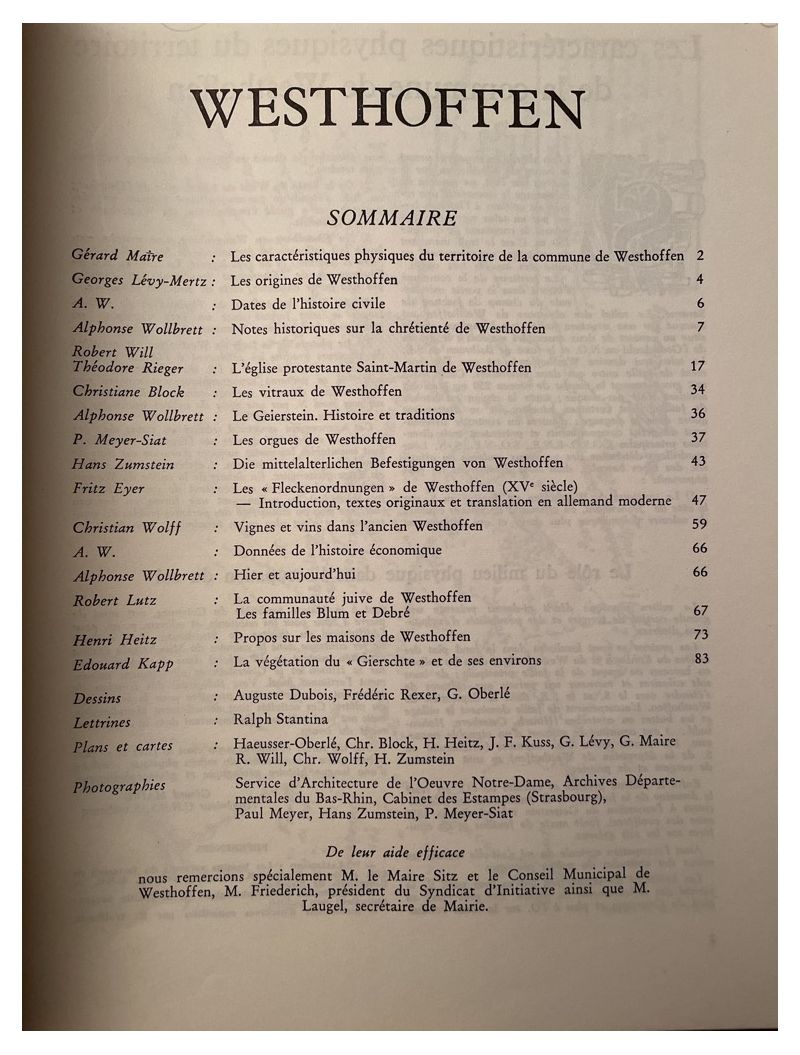 WESTHOFFEN
SOMMAIRE
Gérard Maire : Les caractéristiques physiques du territoire de la commune de Westhoffen 2
Georges Lévy-Mertz : Les origines de Westhoffen 4
A. W. : Dates de l'histoire civile 6
Alphonse Wollbrett : Notes historiques sur la chrétienté de Westhoffen 7
Robert Will
Théodore Rieger : L'église protestante Saint-Martin de Westhoffen 17
Christiane Block : Les vitraux de Westhoffen 34
Alphonse Wollbrett : Le Geierstein. Histoire et traditions 36
P. Meyer-Siat : Les orgues de Westhoffen 37
Hans Zumstein : Die mittelalterlichen Befestigungen von Westhoffen 43
Fritz Eyer : Les « Fleckenordnungen » de Westhoffen (XVe siècle)
— Introduction, textes originaux et translation en allemand moderne 47
Christian Wolff : Vignes et vins dans l'ancien Westhoffen 59
A. W. : Données de l'histoire économique 66
Alphonse Wollbrett : Hier et aujourd'hui 66
Robert Lutz : La communauté juive de Westhoffen
Les familles Blum et Debré 67
Henri Heitz : Propos sur les maisons de Westhoffen 73
Edouard Kapp : La végétation du « Gierschte » et de ses environs 83
Dessins : Auguste Dubois, Frédéric Rexer, G. Oberlé
Lettrines : Ralph Stantina
Plans et cartes : Haeusser-Oberlé, Chr. Block, H. Heitz, J. F. Kuss, G. Lévy, G. Maire
R. Will, Chr. Wolff, H. Zumstein
Photographies Service d'Architecture de l'Oeuvre Notre-Dame, Archives Départe-
mentales du Bas-Rhin, Cabinet des Estampes (Strasbourg),
Paul Meyer, Hans Zumstein, P. Meyer-Siat
De leur aide efficace
nous remercions spécialement M. le Maire Sitz et le Conseil Municipal de
Westhoffen, M. Friederich, président du Syndicat d'Initiative ainsi que M.
Laugel, secrétaire de Mairie.